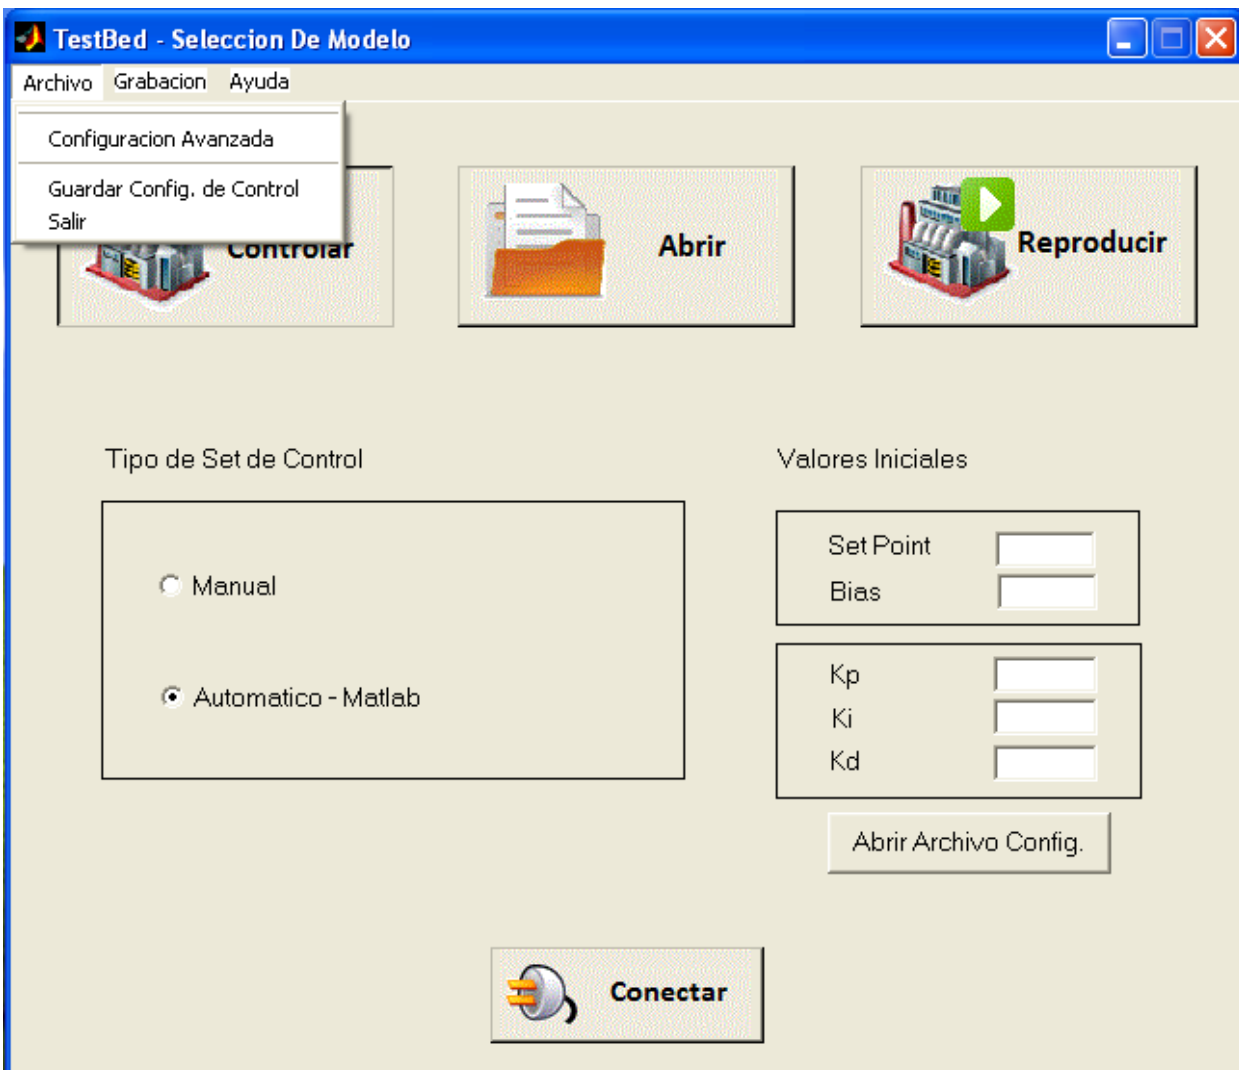 TestBed - Seleccion De Modelo
Archivo Grabacion Ayuda
Configuracion Avanzada
Guardar Config. de Control
Salir
Controlar
Abrir
Reproducir
Tipo de Set de Control
Manual
Automatico - Matlab
Valores Iniciales
Set Point
Bias
Kp
Ki
Kd
Abrir Archivo Config.
Conectar